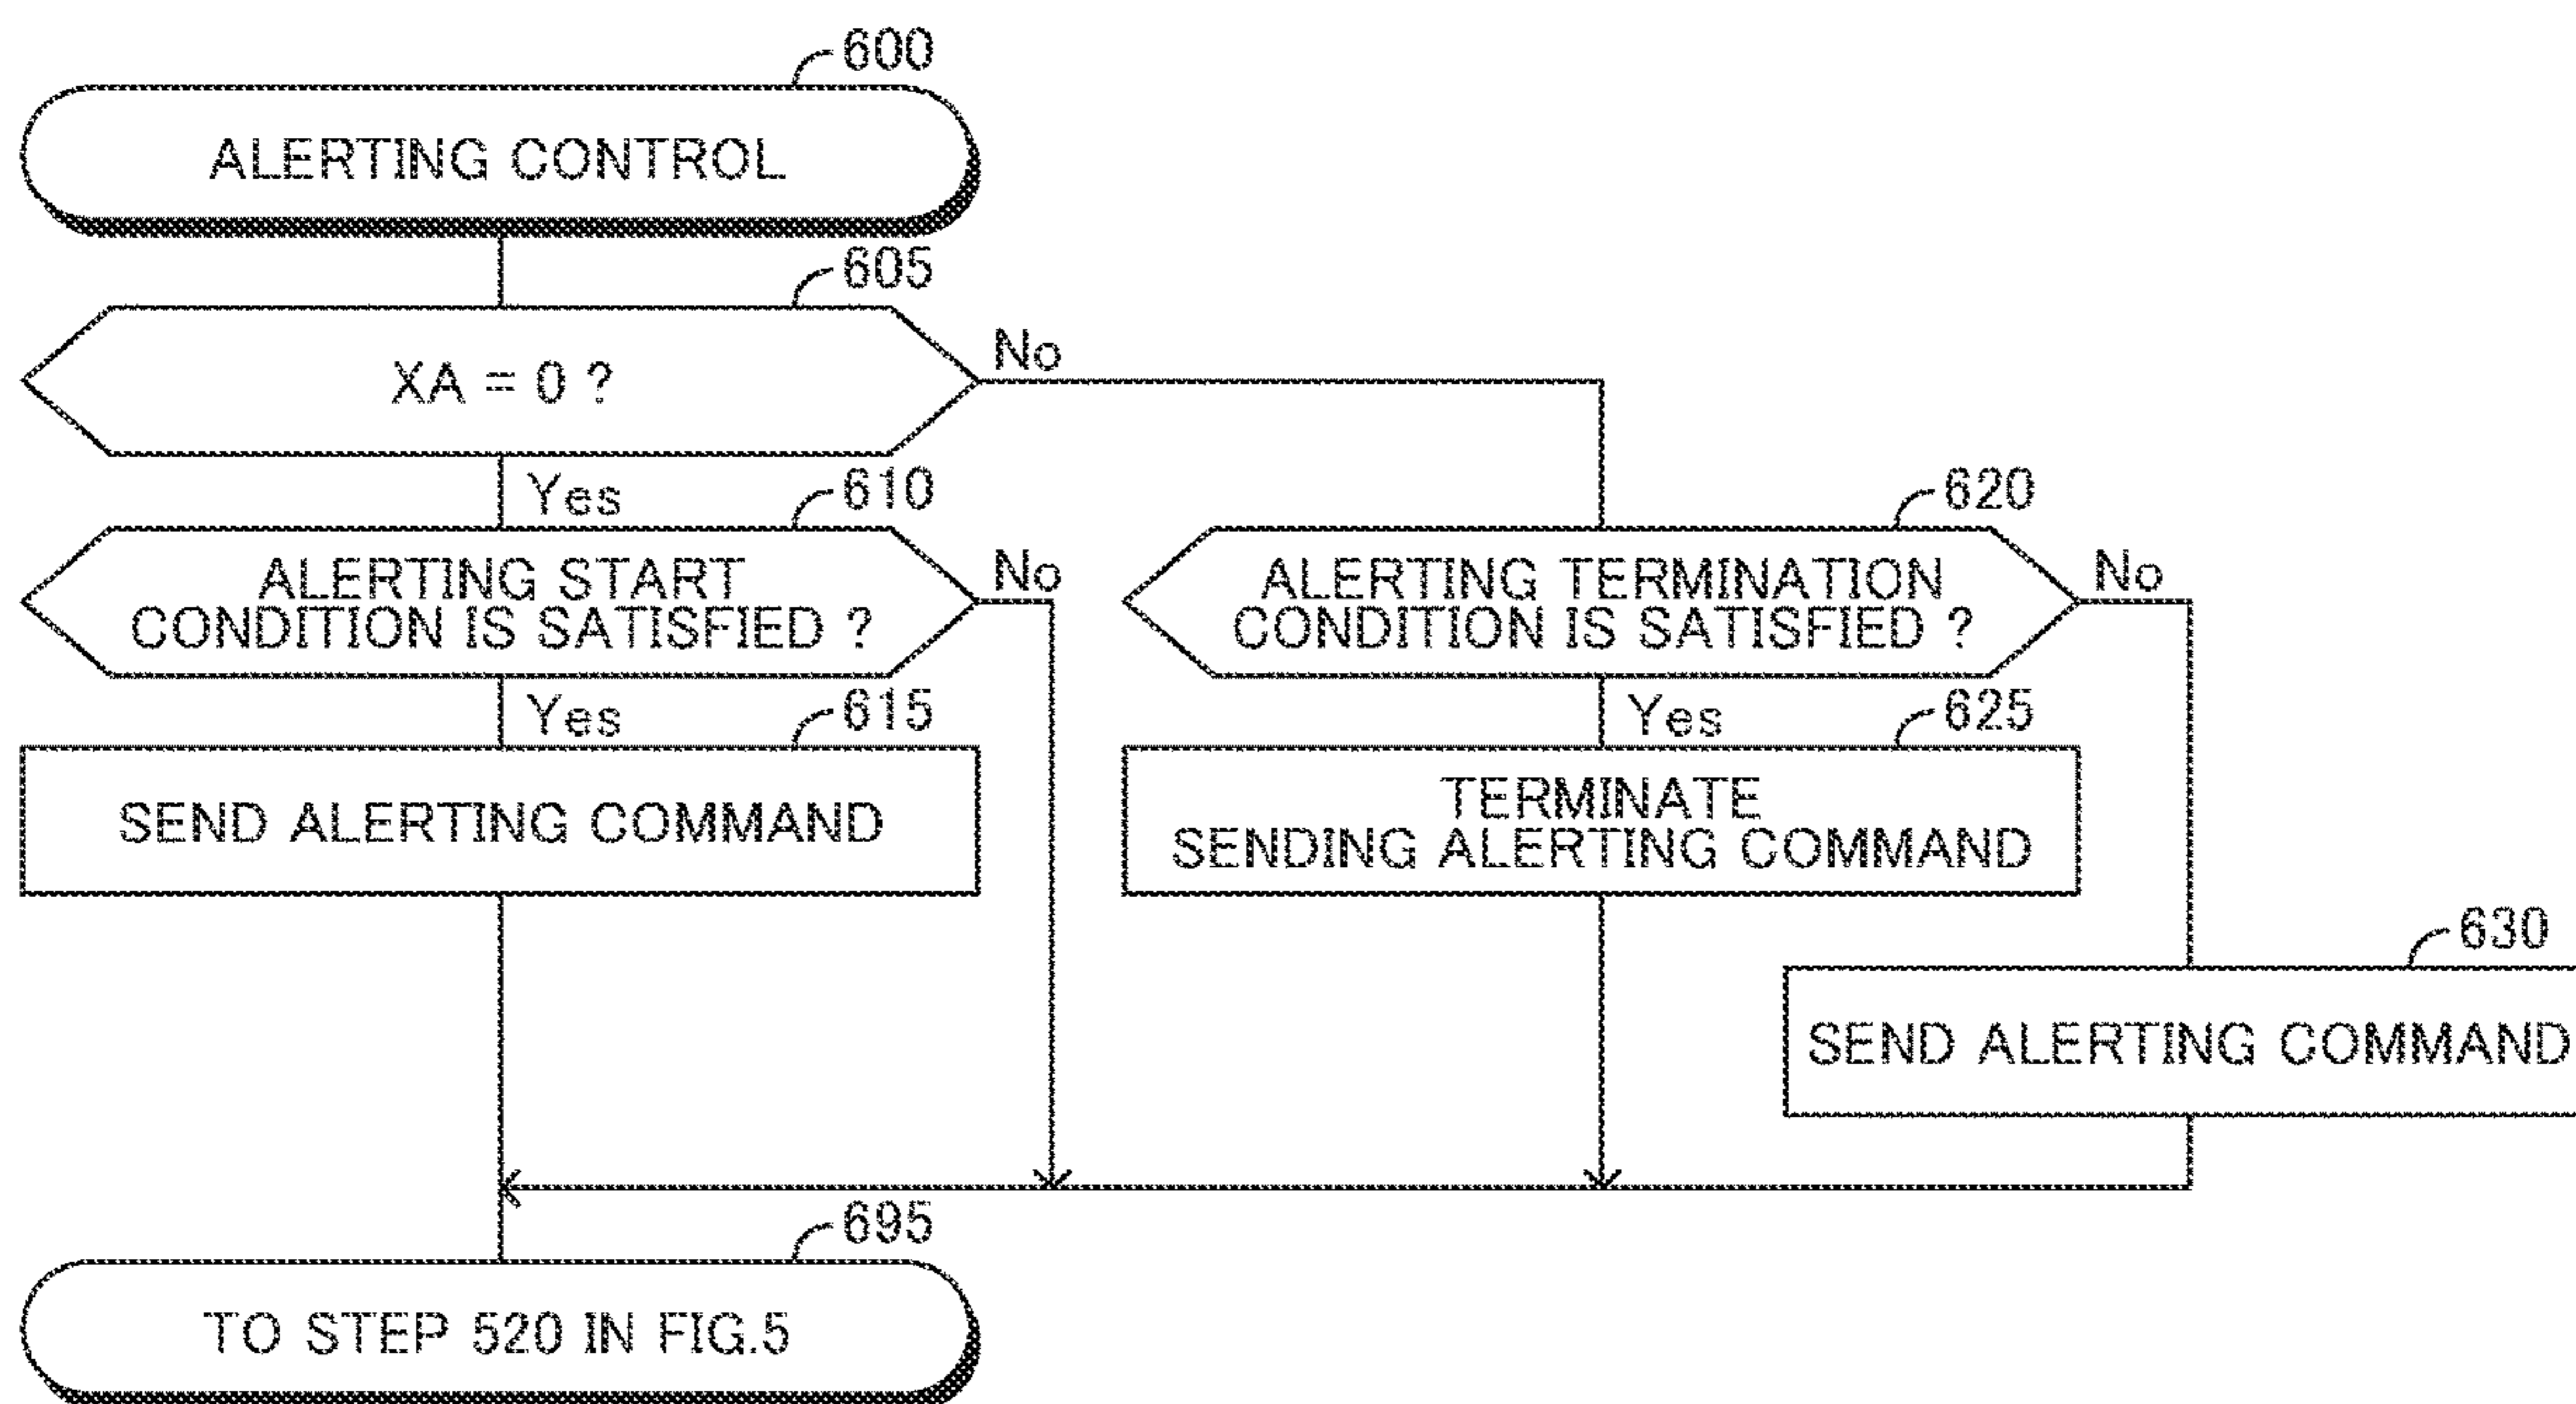 600
ALERTING CONTROL
605
XA = 0 ?
No
Yes
610
ALERTING START
CONDITION IS SATISFIED ?
No
620
ALERTING TERMINATION
CONDITION IS SATISFIED ?
No
Yes
615
SEND ALERTING COMMAND
Yes
625
TERMINATE
SENDING ALERTING COMMAND
630
SEND ALERTING COMMAND
695
TO STEP 520 IN FIG.5